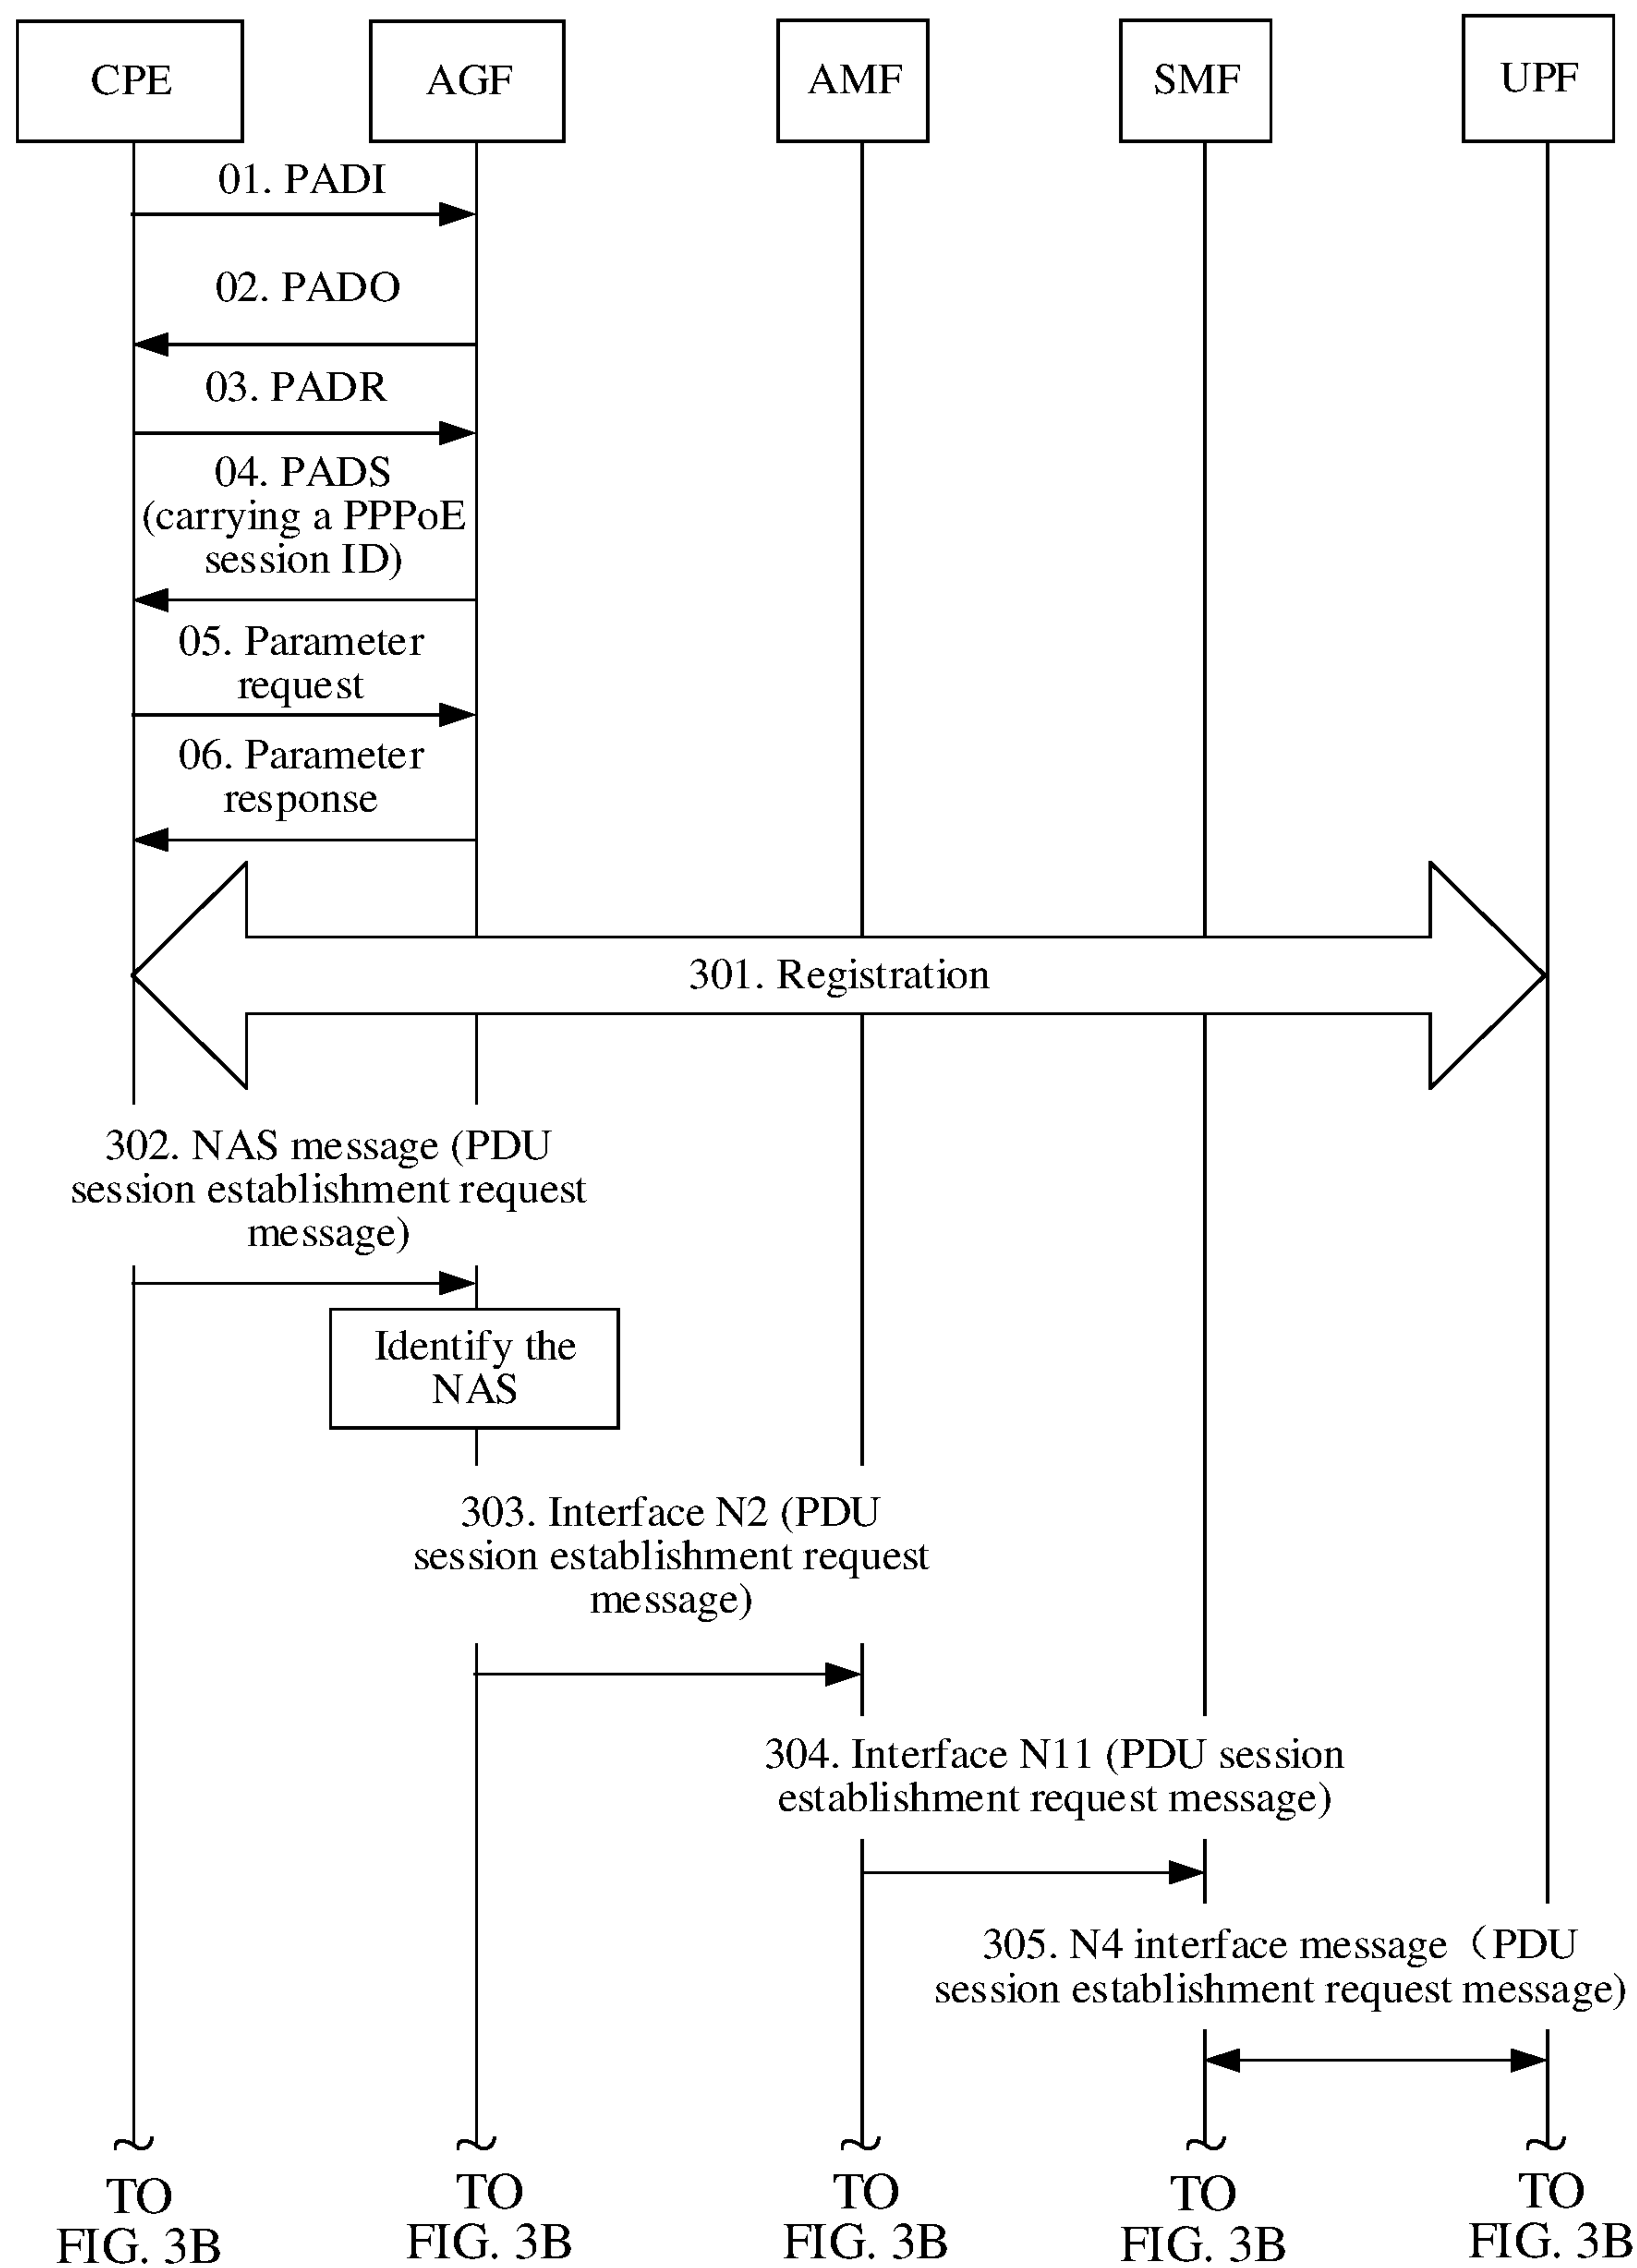 CPE
AGF
AMF
SMF
UPF
01. PADI
02. PADO
03. PADR
04. PADS
(carrying a PPPoE
session ID)
05. Parameter
request
06. Parameter
response
301. Registration
302. NAS message (PDU
session establishment request
message)
Identify the
NAS
303. Interface N2 (PDU
session establishment request
message)
304. Interface N11 (PDU session
establishment request message)
305. N4 interface message（PDU
session establishment request message)
TO
FIG. 3B
TO
FIG. 3B
TO
FIG. 3B
TO
FIG. 3B
TO
FIG. 3B